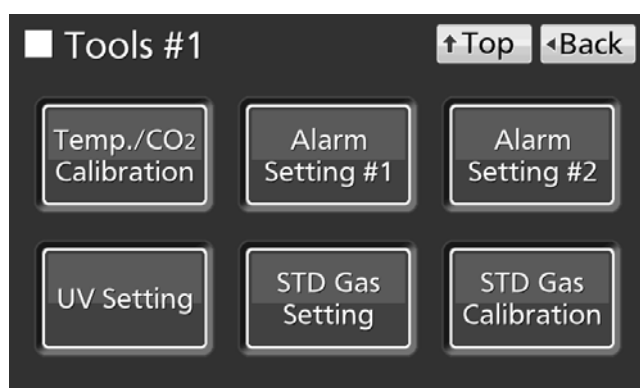 Tools #1
↑Top
◂Back
Temp./CO2
Calibration
Alarm
Setting #1
Alarm
Setting #2
UV Setting
STD Gas
Setting
STD Gas
Calibration